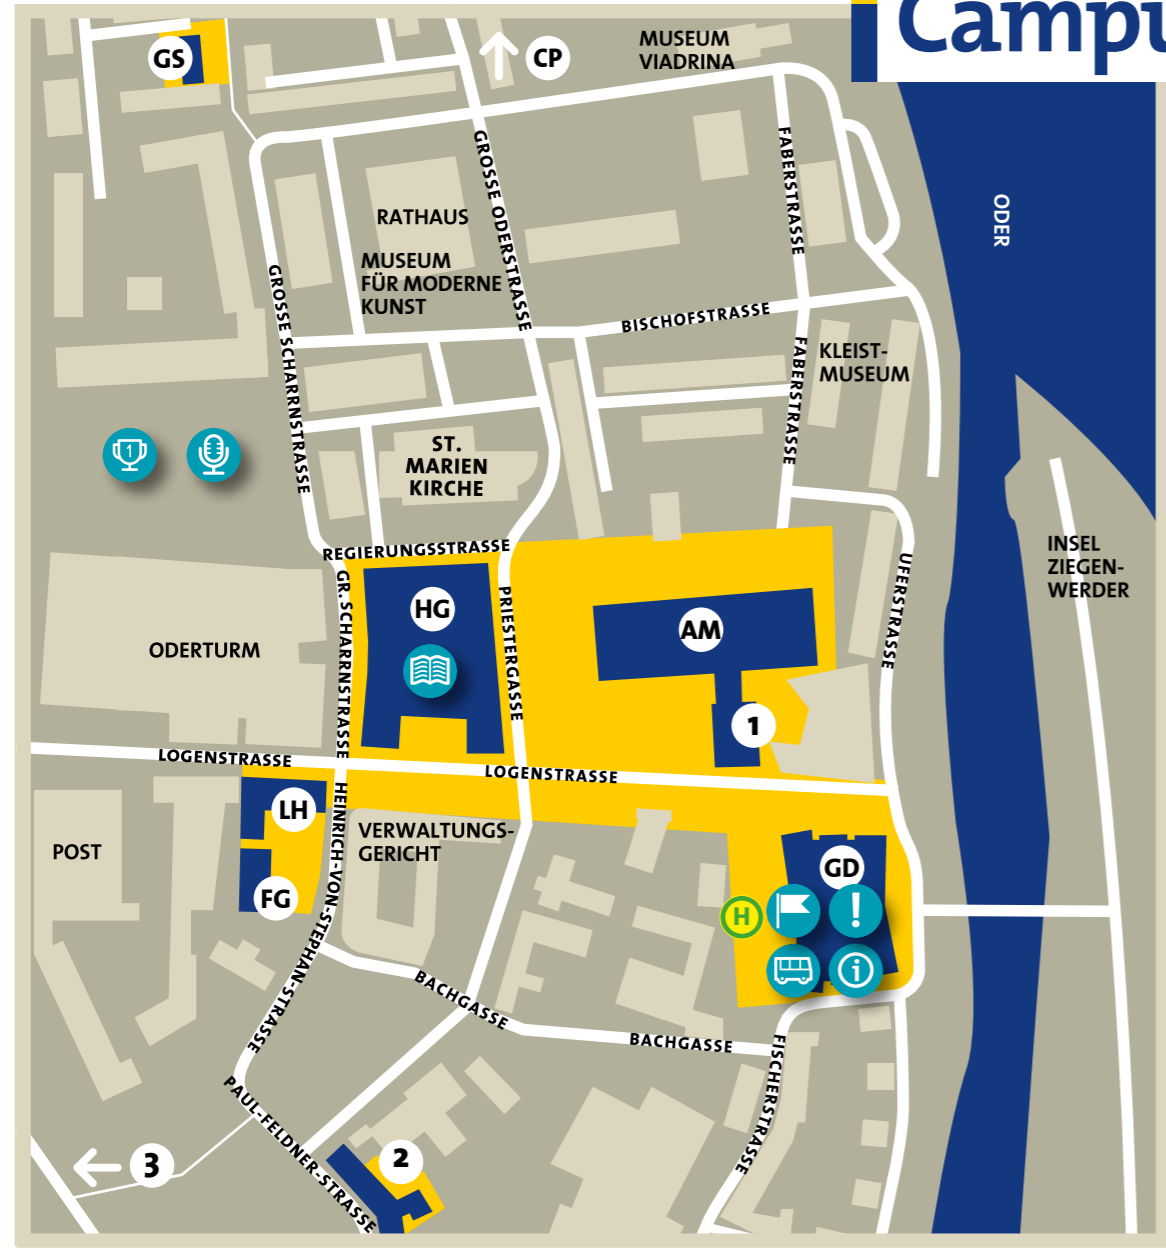 Campu
GS
CP
MUSEUM
VIADRINA
GROSSE ODERSTRASSE
FABERSTRASSE
ODER
RATHAUS
MUSEUM
FÜR MODERNE
KUNST
GROSSE SCHARRNSTRASSE
BISCHOFSTRASSE
FABERSTRASSE
KLEIST-
MUSEUM
1
ST.
MARIEN
KIRCHE
REGIERUNGSSTRASSE
INSEL
ZIEGEN-
WERDER
UFERSTRASSE
GR. SCHARRNSTRASSE
HG
PRIESTERGASSE
AM
ODERTURM
1
LOGENSTRASSE
LOGENSTRASSE
LH
HEINRICH-VON-STEPHAN-STRASSE
VERWALTUNGS-
GERICHT
POST
GD
FG
H
!
i
BACHGASSE
BACHGASSE
FISCHERSTRASSE
PAUL-FELDNER-STRASSE
3
2